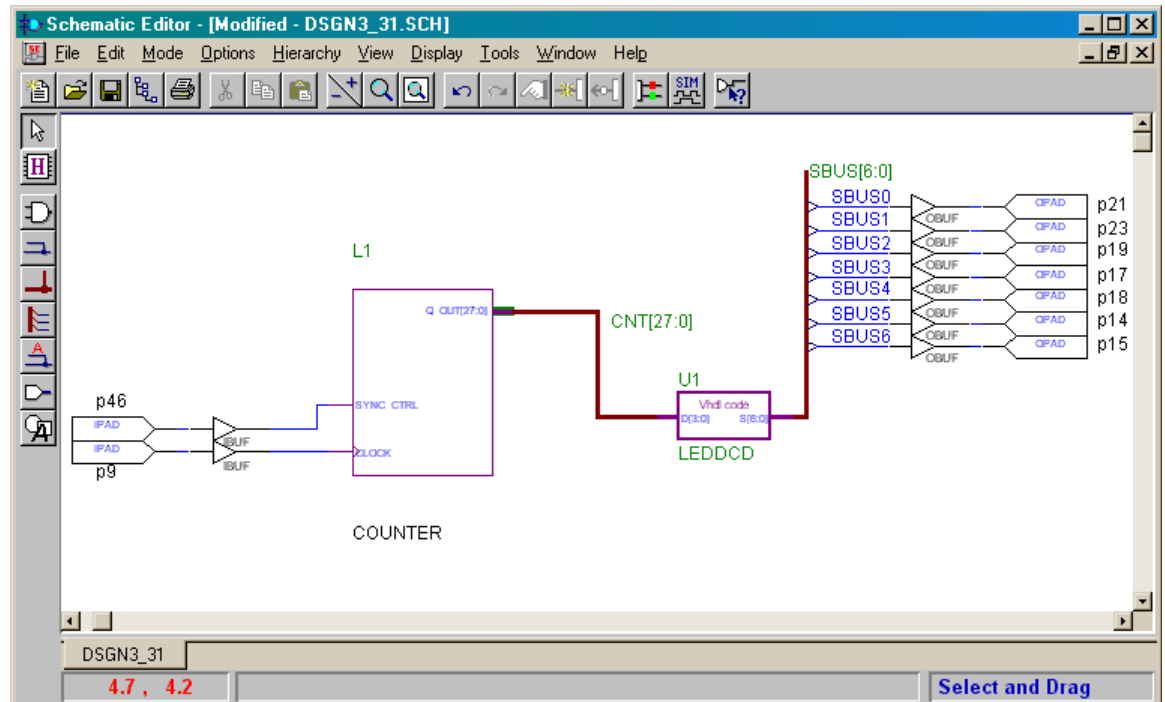 Schematic Editor - [Modified - DSGN3_31.SCH]
File Edit Mode Options Hierarchy View Display Tools Window Help
SIM
H
SBUS[6:0]
SBUS0 OBUF OPAD p21
SBUS1 OBUF OPAD p23
SBUS2 OBUF OPAD p19
SBUS3 OBUF OPAD p17
SBUS4 OBUF OPAD p18
SBUS5 OBUF OPAD p14
SBUS6 OBUF OPAD p15
L1
Q OUT[27:0]
CNT[27:0]
U1
Vhdl code
D[3:0] S[6:0]
LEDDCD
p46
IPAD IBUF SYNC CTRL
IPAD IBUF CLOCK
p9
COUNTER
A
A
DSGN3_31
4.7 , 4.2
Select and Drag